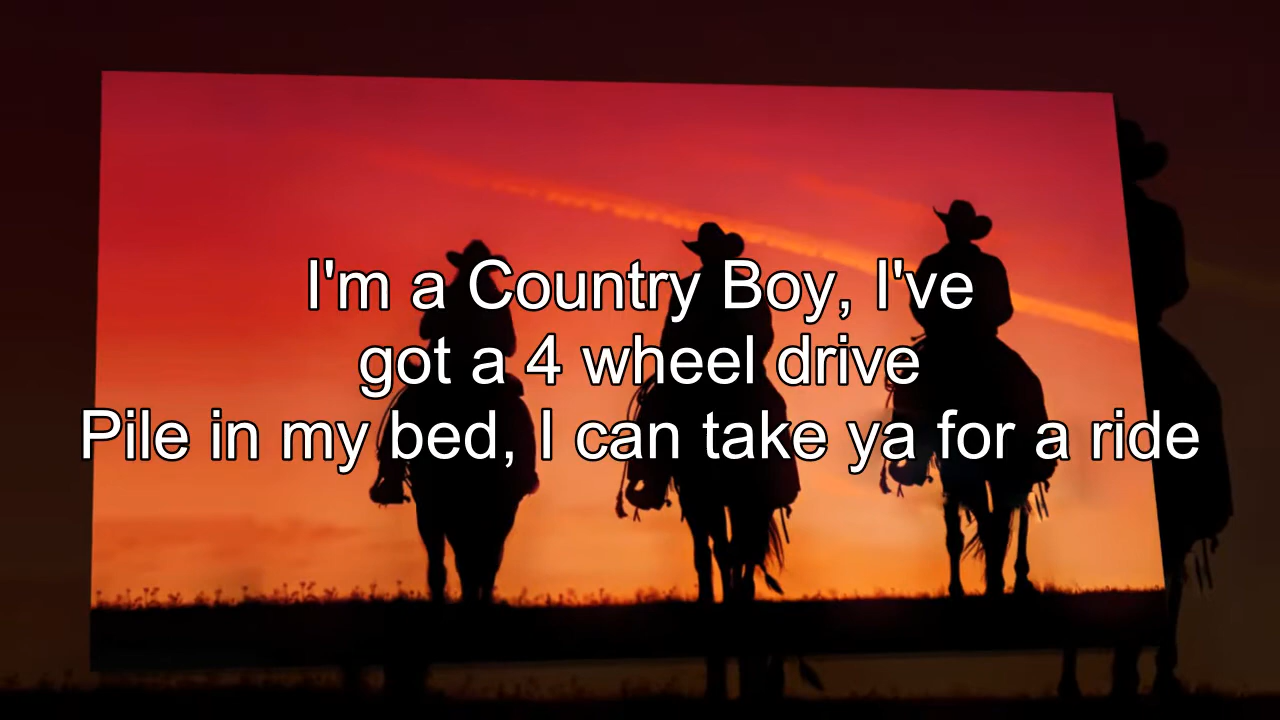 I'm a Country Boy, I've
got a 4 wheel drive
Pile in my bed, I can take ya for a ride